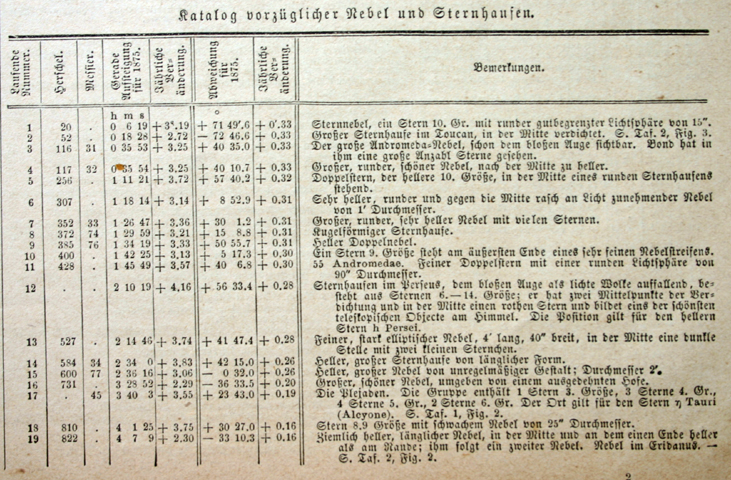 Katalog vorzüglicher Nebel und Sternhaufen.
Laufende Nummer. Herschel. Messier. Gerade Aufsteigung für 1875. Jährliche Veränderung. Abweichung für 1875. Jährliche Veränderung. Bemerkungen.
h m s °
1 20 . 0 6 19 + 3ˢ.19 + 71 49'.6 + 0'.33 Sternnebel, ein Stern 10. Gr. mit runder gutbegrenzter Lichtsphäre von 15".
2 52 . 0 18 28 + 2.72 — 72 46.6 + 0.33 Großer Sternhaufe im Toucan, in der Mitte verdichtet. S. Taf. 2, Fig. 3.
3 116 31 0 35 53 + 3.25 + 40 35.0 + 0.33 Der große Andromeda-Nebel, schon dem bloßen Auge sichtbar. Bond hat in
ihm eine große Anzahl Sterne gesehen.
4 117 32 0 35 54 + 3.25 + 40 10.7 + 0.33 Großer, runder, schöner Nebel, nach der Mitte zu heller.
5 256 . 1 11 21 + 3.72 + 57 40.2 + 0.32 Doppelstern, der hellere 10. Größe, in der Mitte eines runden Sternhaufens
stehend.
6 307 . 1 18 14 + 3.14 + 8 52.9 + 0.31 Sehr heller, runder und gegen die Mitte rasch an Licht zunehmender Nebel
von 1' Durchmesser.
7 352 33 1 26 47 + 3.36 + 30 1.2 + 0.31 Großer, runder, sehr heller Nebel mit vielen Sternen.
8 372 74 1 29 59 + 3.21 + 15 8.8 + 0.31 Kugelförmiger Sternhaufe.
9 385 76 1 34 19 + 3.33 + 50 55.7 + 0.31 Heller Doppelnebel.
10 400 . 1 42 25 + 3.13 + 5 17.3 + 0.30 Ein Stern 9. Größe steht am äußersten Ende eines sehr feinen Nebelstreifens.
11 428 . 1 45 49 + 3.57 + 40 6.8 + 0.30 55 Andromedae. Feiner Doppelstern mit einer runden Lichtsphäre von
90" Durchmesser.
12 . 2 10 19 + 4.16 + 56 33.4 + 0.28 Sternhaufen im Perseus, dem bloßen Auge als lichte Wolke auffallend, be-
steht aus Sternen 6.—14. Größe; er hat zwei Mittelpunkte der Ver-
dichtung und in der Mitte einen rothen Stern und bildet eins der schönsten
teleskopischen Objecte am Himmel. Die Position gilt für den hellern
Stern h Persei.
13 527 . 2 14 46 + 3.74 + 41 47.4 + 0.28 Feiner, stark elliptischer Nebel, 4' lang, 40" breit, in der Mitte eine dunkle
Stelle mit zwei kleinen Sternchen.
14 584 34 2 34 0 + 3.83 + 42 15.0 + 0.26 Heller, großer Sternhaufe von länglicher Form.
15 600 77 2 36 16 + 3.06 — 0 32.0 + 0.26 Heller, großer Nebel von unregelmäßiger Gestalt; Durchmesser 2'.
16 731 . 3 28 52 + 2.29 — 36 33.5 + 0.20 Großer, schöner Nebel, umgeben von einem ausgedehnten Hofe.
17 . 45 3 40 3 + 3.55 + 23 43.0 + 0.19 Die Plejaden. Die Gruppe enthält 1 Stern 3. Größe, 3 Sterne 4. Gr.,
4 Sterne 5. Gr., 2 Sterne 6. Gr. Der Ort gilt für den Stern η Tauri
(Alcyone). S. Taf. 1, Fig. 2.
18 810 . 4 1 25 + 3.75 + 30 27.0 + 0.16 Stern 8.9 Größe mit schwachem Nebel von 25" Durchmesser.
19 822 . 4 7 9 + 2.30 — 33 10.3 + 0.16 Ziemlich heller, länglicher Nebel, in der Mitte und an dem einen Ende heller
als am Rande; ihm folgt ein zweiter Nebel. Nebel im Eridanus. —
S. Taf. 2, Fig. 2.
2